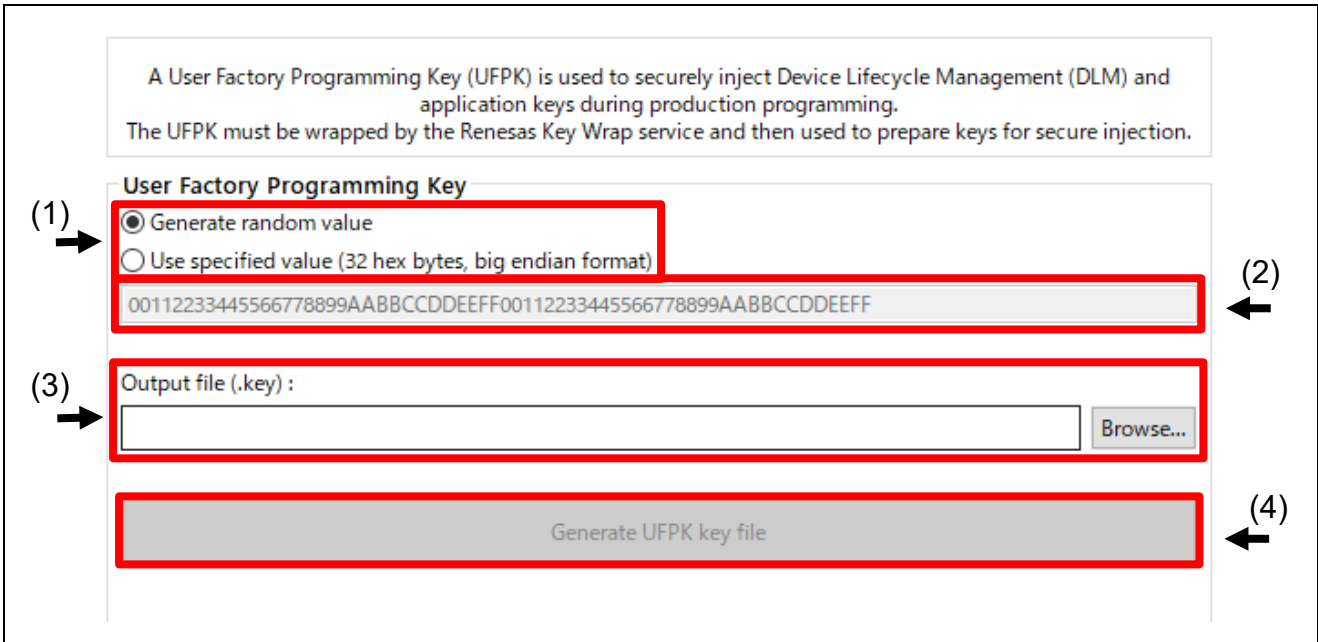 A User Factory Programming Key (UFPK) is used to securely inject Device Lifecycle Management (DLM) and
application keys during production programming.
The UFPK must be wrapped by the Renesas Key Wrap service and then used to prepare keys for secure injection.
User Factory Programming Key
(1)
Generate random value
Use specified value (32 hex bytes, big endian format)
(2)
00112233445566778899AABBCCDDEEFF00112233445566778899AABBCCDDEEFF
(3)
Output file (.key) :
Browse...
(4)
Generate UFPK key file